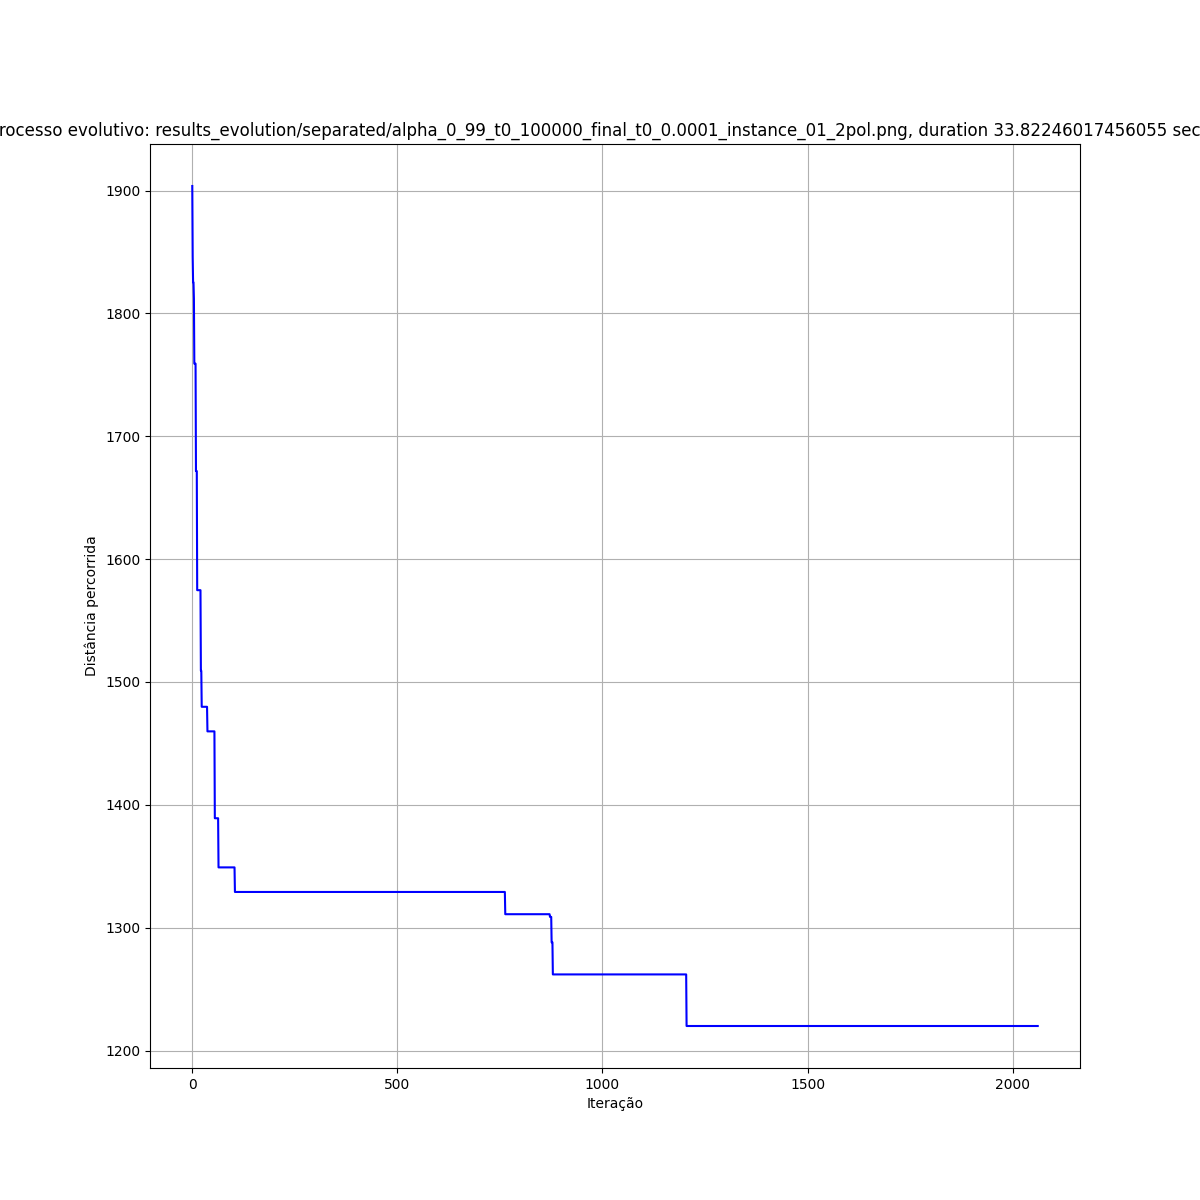 rocesso evolutivo: results_evolution/separated/alpha_0_99_t0_100000_final_t0_0.0001_instance_01_2pol.png, duration 33.82246017456055 sec
1900
1800
1700
1600
1500
1400
1300
1200
Distância percorrida
0 500 1000 1500 2000
Iteração